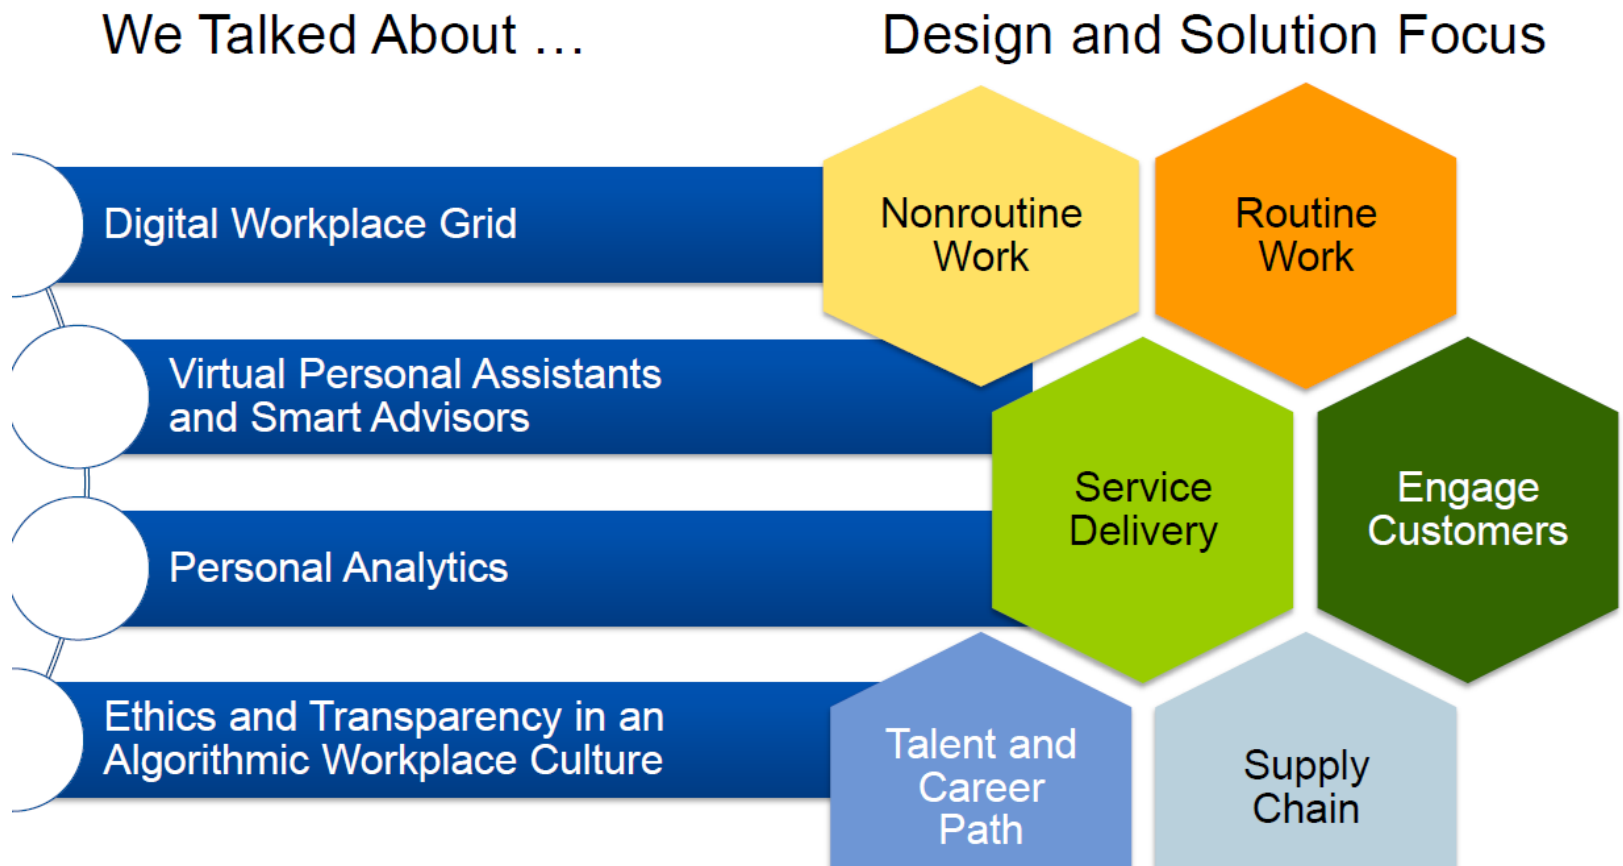 We Talked About ...
Design and Solution Focus
Digital Workplace Grid
Virtual Personal Assistants
and Smart Advisors
Personal Analytics
Ethics and Transparency in an
Algorithmic Workplace Culture
Nonroutine
Work
Routine
Work
Service
Delivery
Engage
Customers
Talent and
Career
Path
Supply
Chain